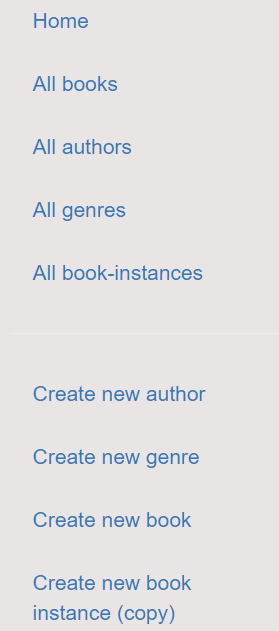 Home
All books
All authors
All genres
All book-instances
Create new author
Create new genre
Create new book
Create new book
instance (copy)